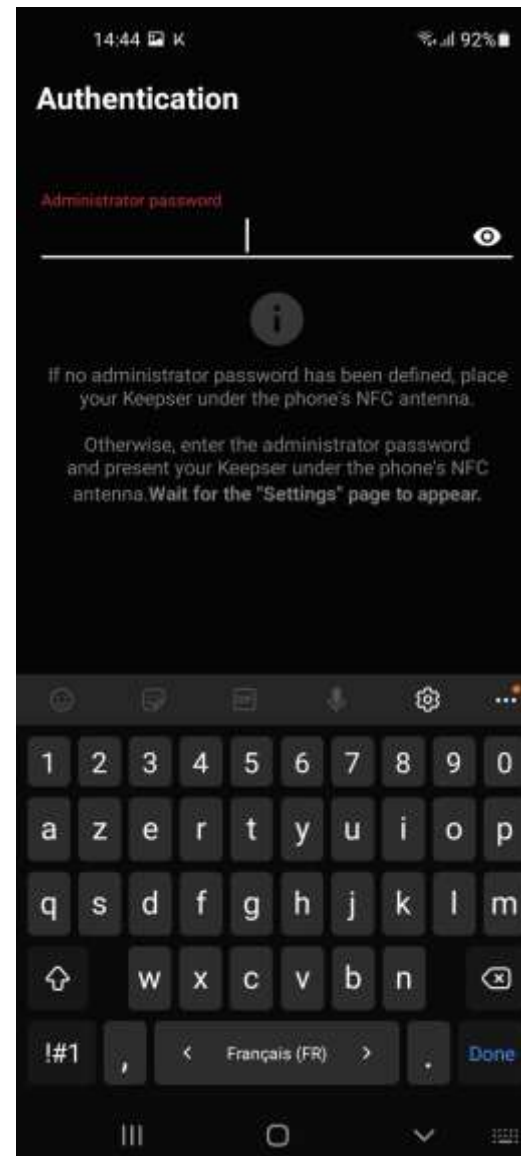 14:44 K 92%
Authentication
Administrator password
If no administrator password has been defined, place
your Keepser under the phone's NFC antenna.
Otherwise, enter the administrator password
and present your Keepser under the phone's NFC
antenna.Wait for the "Settings" page to appear.
GIF
1 2 3 4 5 6 7 8 9 0
a z e r t y u i o p
q s d f g h j k l m
w x c v b n
!#1 , < Français (FR) > . Done